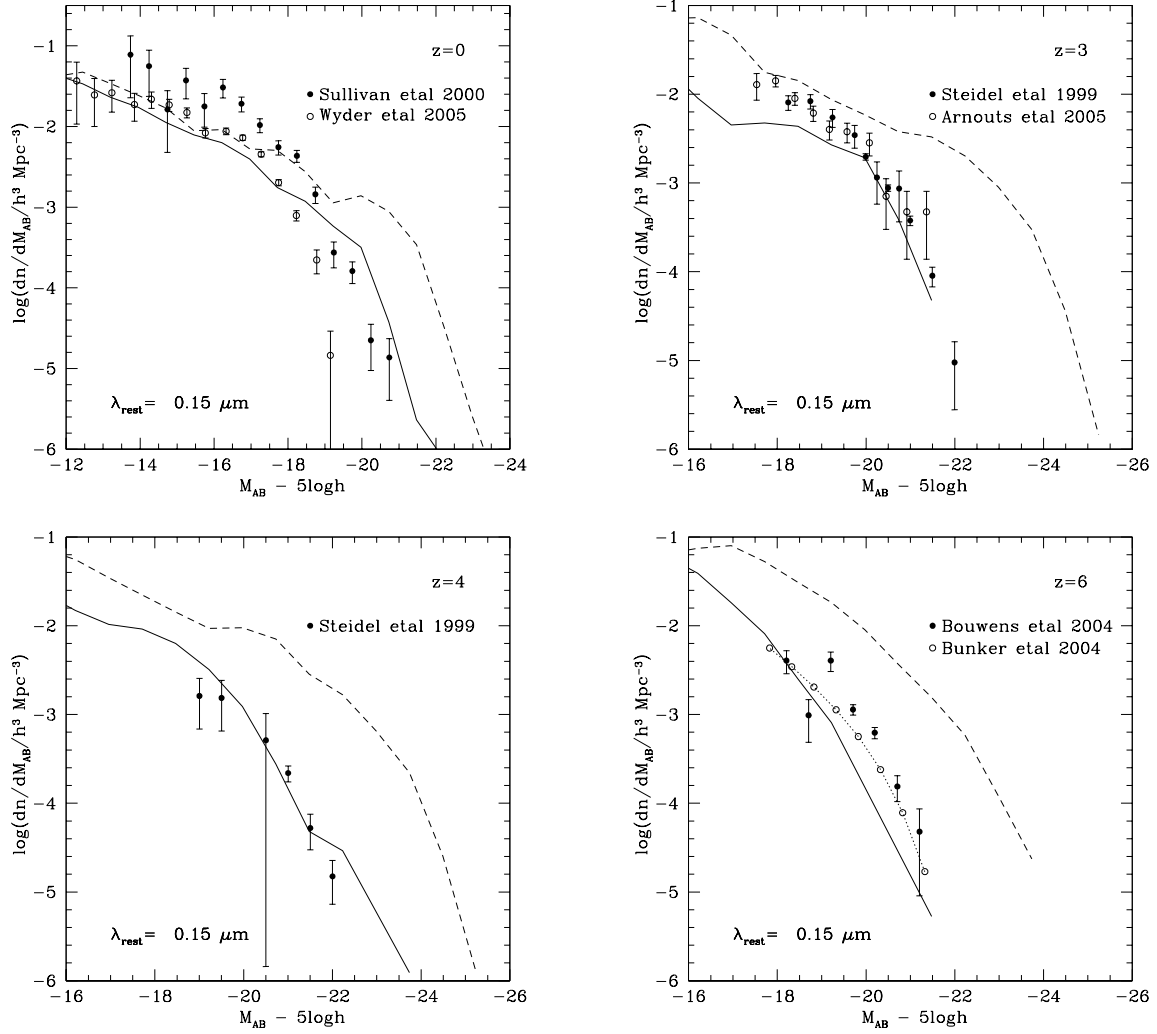 z=0
Sullivan etal 2000
Wyder etal 2005
λrest= 0.15 μm
log(dn/dMAB/h³ Mpc⁻³)
-1
-2
-3
-4
-5
-6
-12
-14
-16
-18
-20
-22
-24
MAB - 5logh
z=3
Steidel etal 1999
Arnouts etal 2005
λrest= 0.15 μm
log(dn/dMAB/h³ Mpc⁻³)
-1
-2
-3
-4
-5
-6
-16
-18
-20
-22
-24
-26
MAB - 5logh
z=4
Steidel etal 1999
λrest= 0.15 μm
log(dn/dMAB/h³ Mpc⁻³)
-1
-2
-3
-4
-5
-6
-16
-18
-20
-22
-24
-26
MAB - 5logh
z=6
Bouwens etal 2004
Bunker etal 2004
λrest= 0.15 μm
log(dn/dMAB/h³ Mpc⁻³)
-1
-2
-3
-4
-5
-6
-16
-18
-20
-22
-24
-26
MAB - 5logh